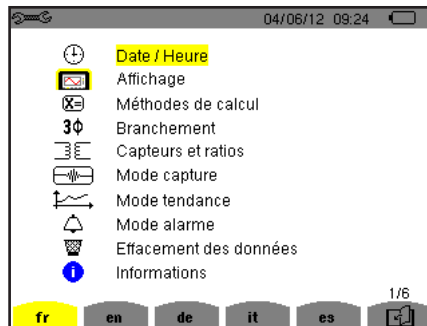 04/06/12 09:24
Date / Heure
Affichage
X= Méthodes de calcul
3Φ Branchement
Capteurs et ratios
Mode capture
Mode tendance
Mode alarme
Effacement des données
i Informations
1/6
fr en de it es